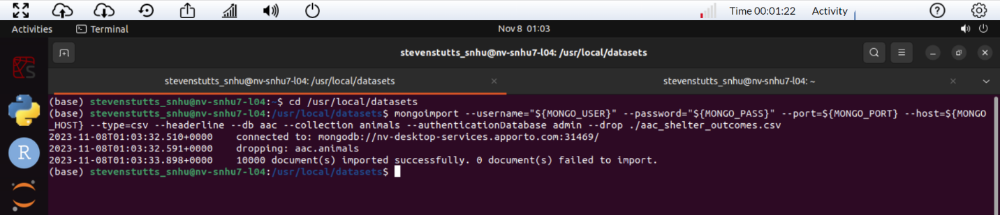 Time 00:01:22 Activity
Activities Terminal Nov 8 01:03
stevenstutts_snhu@nv-snhu7-l04: /usr/local/datasets
stevenstutts_snhu@nv-snhu7-l04: /usr/local/datasets × stevenstutts_snhu@nv-snhu7-l04: ~ ×
(base) stevenstutts_snhu@nv-snhu7-l04:~$ cd /usr/local/datasets
(base) stevenstutts_snhu@nv-snhu7-l04:/usr/local/datasets$ mongoimport --username="${MONGO_USER}" --password="${MONGO_PASS}" --port=${MONGO_PORT} --host=${MONGO
_HOST} --type=csv --headerline --db aac --collection animals --authenticationDatabase admin --drop ./aac_shelter_outcomes.csv
2023-11-08T01:03:32.510+0000    connected to: mongodb://nv-desktop-services.apporto.com:31469/
2023-11-08T01:03:32.591+0000    dropping: aac.animals
2023-11-08T01:03:33.898+0000    10000 document(s) imported successfully. 0 document(s) failed to import.
(base) stevenstutts_snhu@nv-snhu7-l04:/usr/local/datasets$
S
R